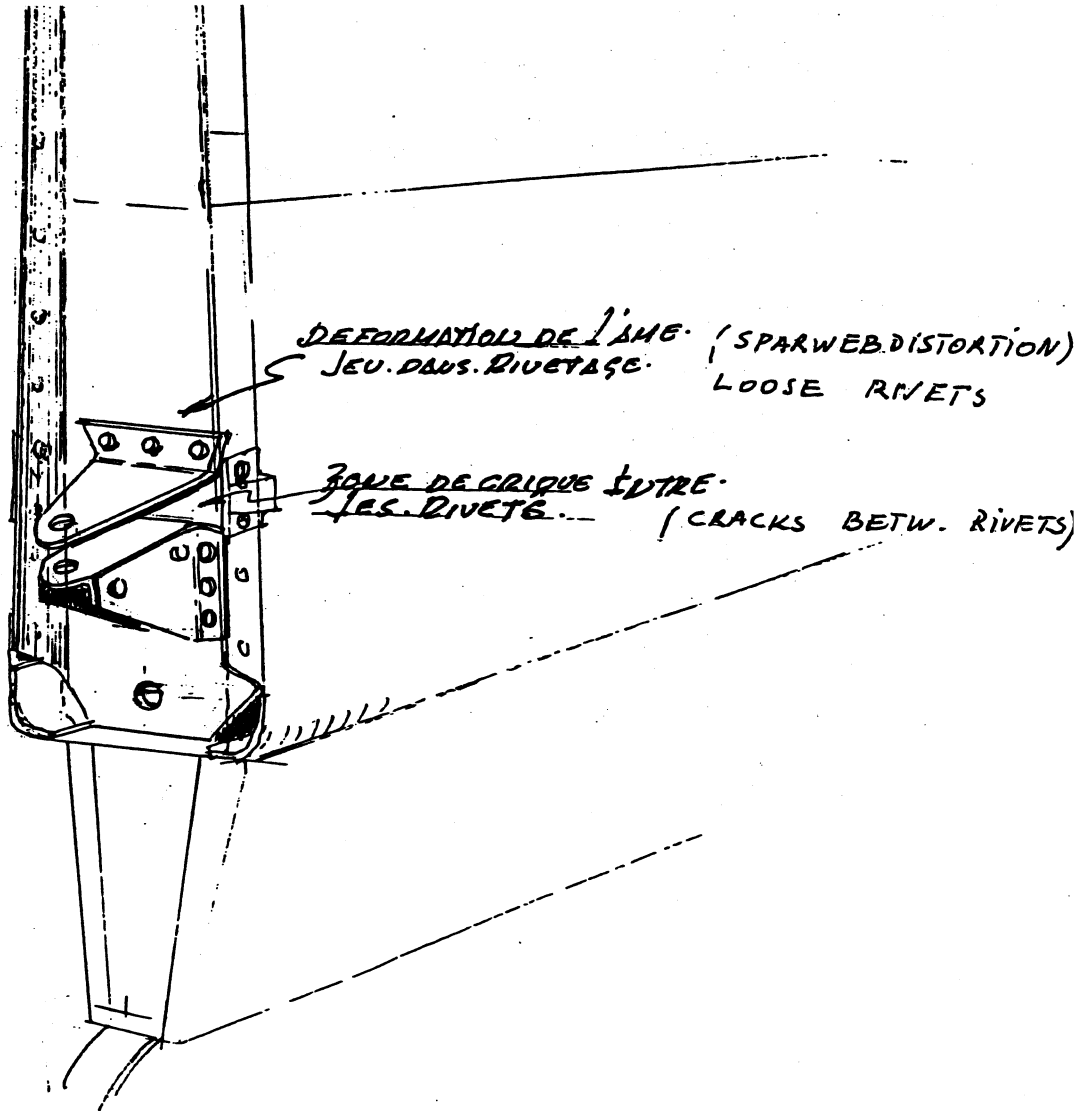 DEFORMATION DE L'AME. (SPARWEB.DISTORTION)
JEU.DANS.RIVETAGE.
LOOSE RIVETS
ZONE DE CRIQUE ENTRE.
LES.RIVETS.
(CRACKS BETW. RIVETS)